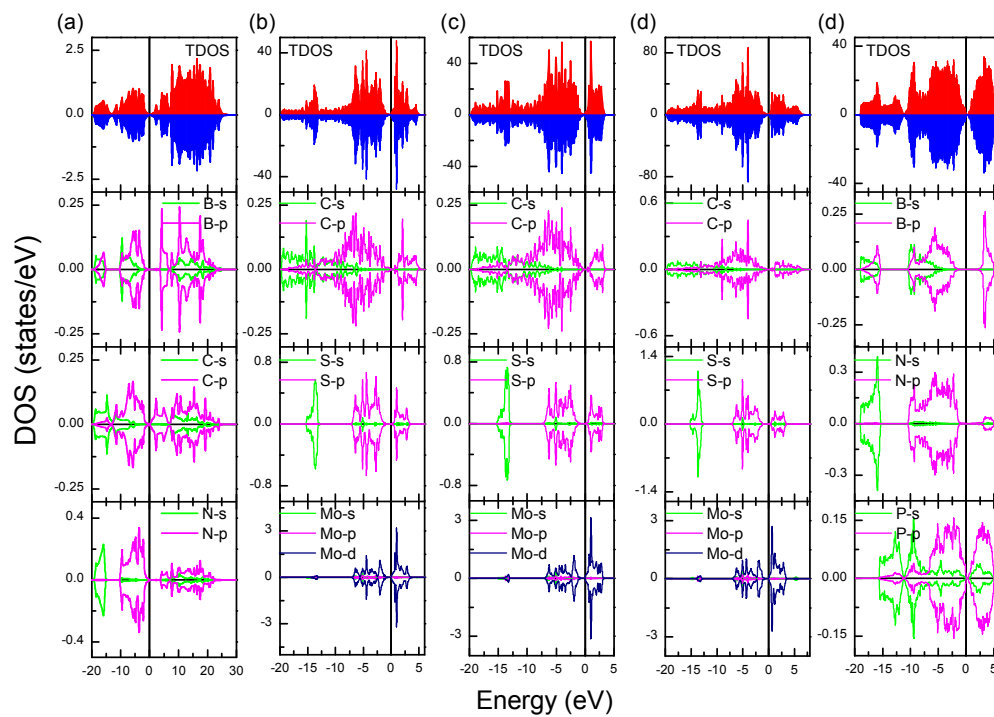 (a) (b) (c) (d) (d)
TDOS TDOS TDOS TDOS TDOS
2.5 0.0 -2.5
40 0 -40
40 0 -40
80 0 -80
40 20 0 -20 -40
B-s C-s C-s C-s B-s
B-p C-p C-p C-p B-p
0.25 0.00 -0.25
0.25 0.00 -0.25
0.25 0.00 -0.25
0.6 0.0 -0.6
0.25 0.00 -0.25
C-s S-s S-s S-s N-s
C-p S-p S-p S-p N-p
0.25 0.00 -0.25
0.8 0.0 -0.8
0.8 0.0 -0.8
1.4 0.0 -1.4
0.3 0.0 -0.3
N-s Mo-s Mo-s Mo-s P-s
N-p Mo-p Mo-p Mo-p P-p
Mo-d Mo-d Mo-d
0.4 0.0 -0.4
3 0 -3
3 0 -3
4 0 -4
0.15 0.00 -0.15
-20 -10 0 10 20 30
-20 -15 -10 -5 0 5
-20 -15 -10 -5 0 5
-20 -15 -10 -5 0 5
-20 -15 -10 -5 0 5
DOS (states/eV)
Energy (eV)